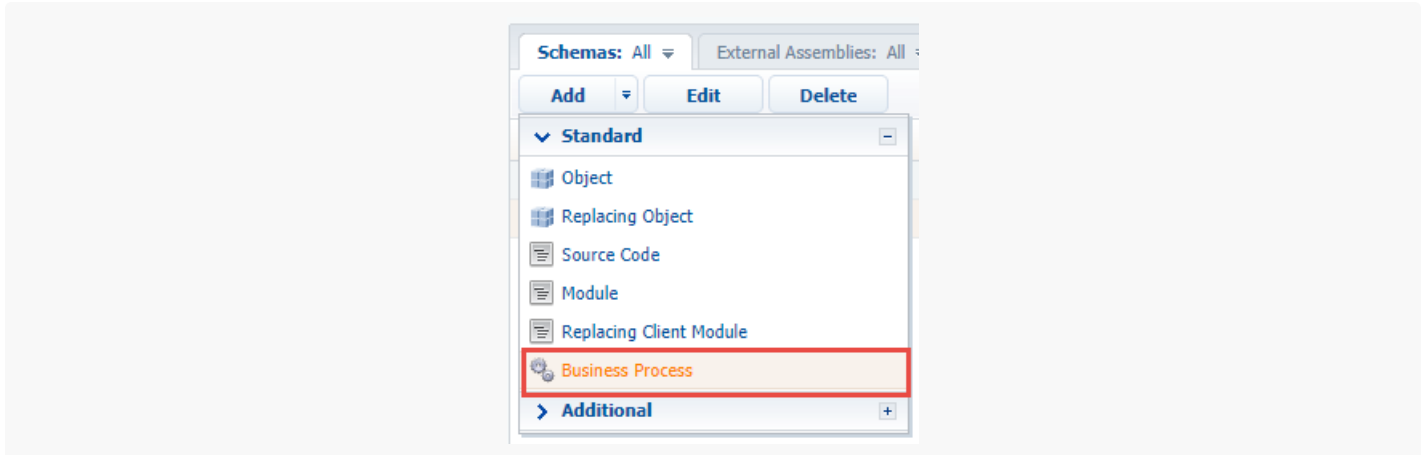 Schemas: All External Assemblies: All
Add Edit Delete
Standard
Object
Replacing Object
Source Code
Module
Replacing Client Module
Business Process
Additional